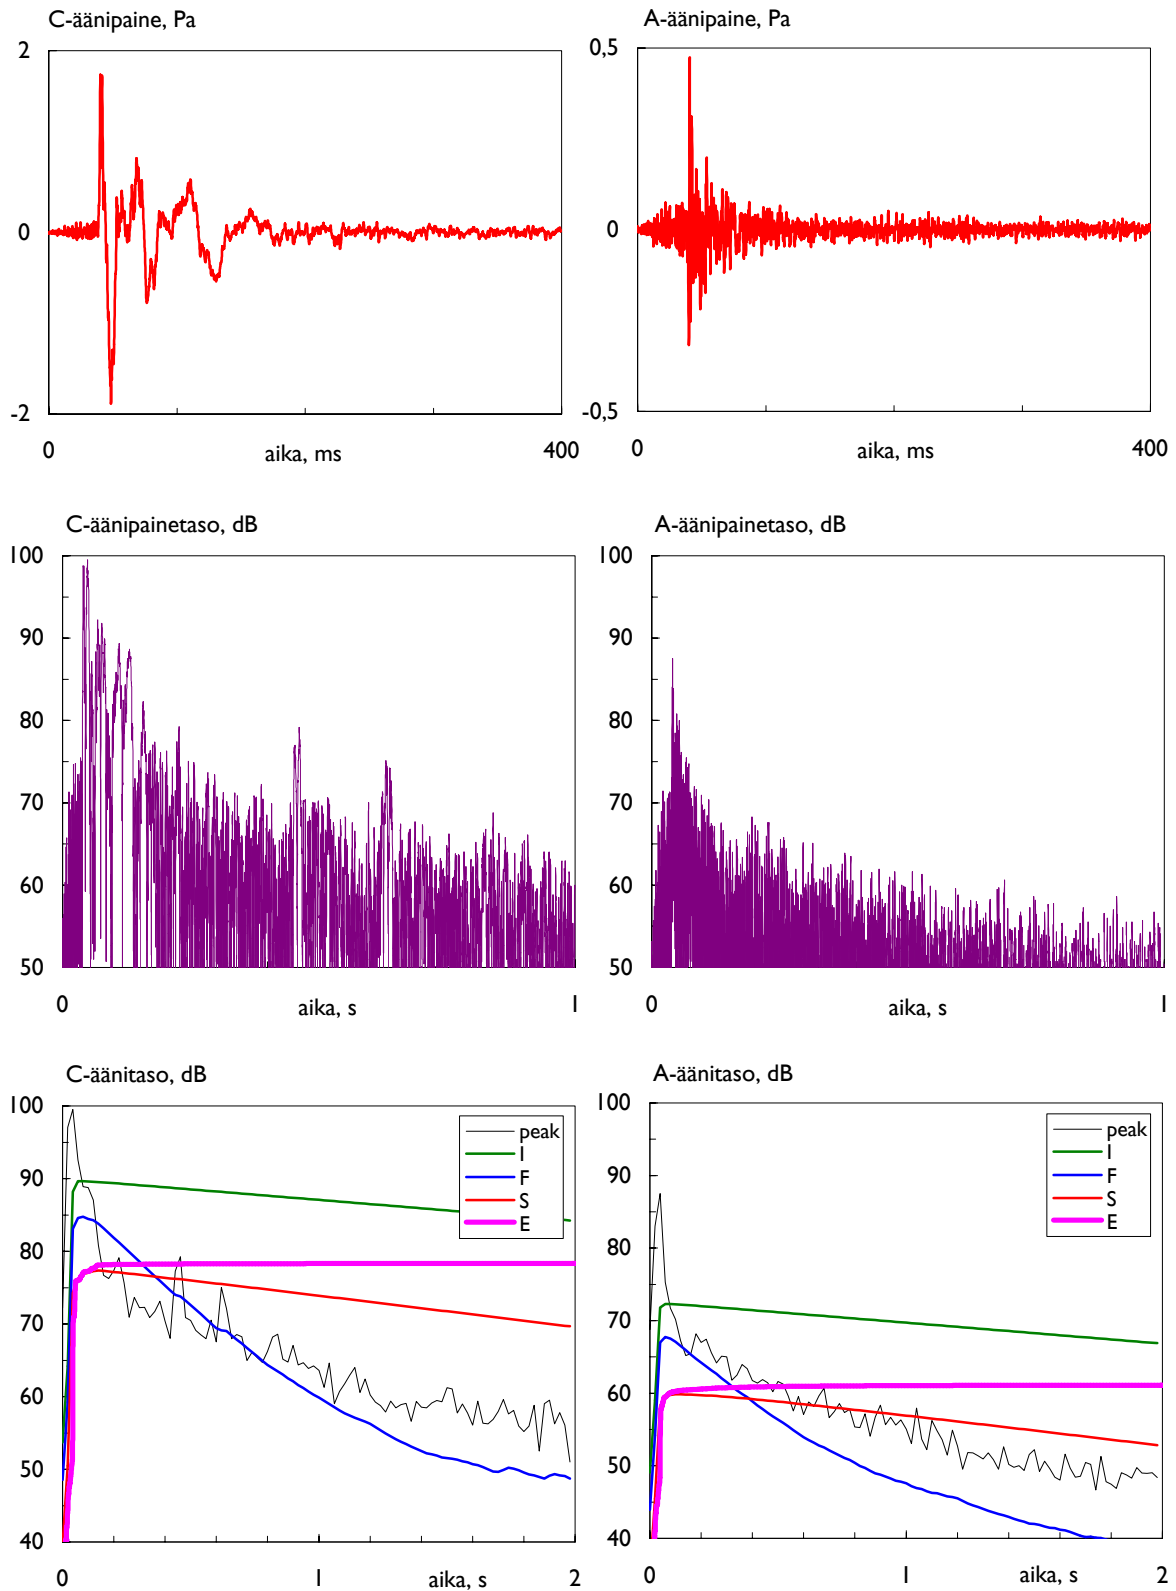 C-äänipaine, Pa
2
0
-2
0
400
aika, ms
A-äänipaine, Pa
0,5
0
-0,5
0
400
aika, ms
C-äänipainetaso, dB
100
90
80
70
60
50
0
1
aika, s
A-äänipainetaso, dB
100
90
80
70
60
50
0
1
aika, s
C-äänitaso, dB
100
90
80
70
60
50
40
peak
I
F
S
E
0
1
2
aika, s
A-äänitaso, dB
100
90
80
70
60
50
40
peak
I
F
S
E
0
1
2
aika, s